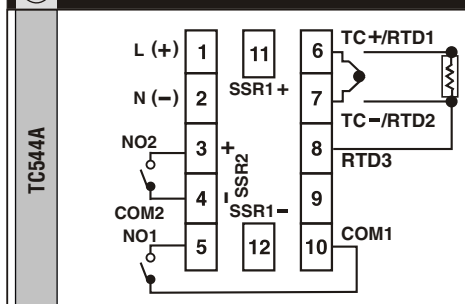 TC544A
L (+) 1 11 6 TC+/RTD1
SSR1+
N (−) 2 7 TC−/RTD2
NO2 3 + 8 RTD3
SSR2
COM2 4 - 9
SSR1−
NO1 5 12 10 COM1